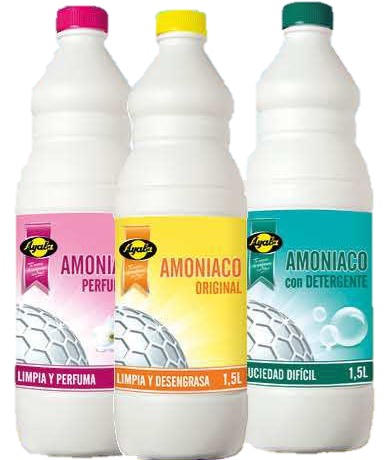 Ayala
AMONIA
PERFU
LIMPIA Y PERFUMA
Ayala
AMONIACO
ORIGINAL
LIMPIA Y DESENGRASA 1,5L
Ayala
AMONIACO
con DETERGENTE
UCIEDAD DIFÍCIL 1,5L